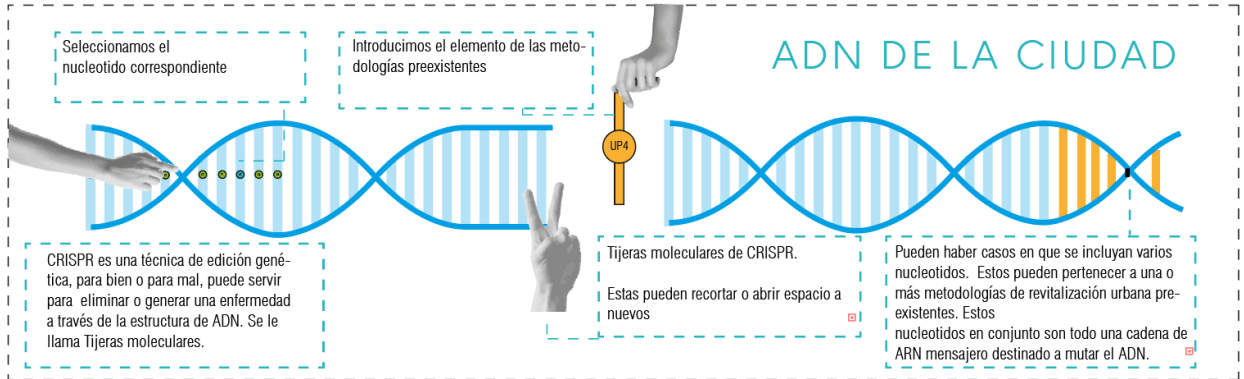 ADN DE LA CIUDAD
Seleccionamos el
nucleotido correspondiente
Introducimos el elemento de las meto-
dologías preexistentes
UP4
CRISPR es una técnica de edición gené-
tica, para bien o para mal, puede servir
para eliminar o generar una enfermedad
a través de la estructura de ADN. Se le
llama Tijeras moleculares.
Tijeras moleculares de CRISPR.
Estas pueden recortar o abrir espacio a
nuevos
Pueden haber casos en que se incluyan varios
nucleotidos. Estos pueden pertenecer a una o
más metodologías de revitalización urbana pre-
existentes. Estos
nucleotidos en conjunto son todo una cadena de
ARN mensajero destinado a mutar el ADN.